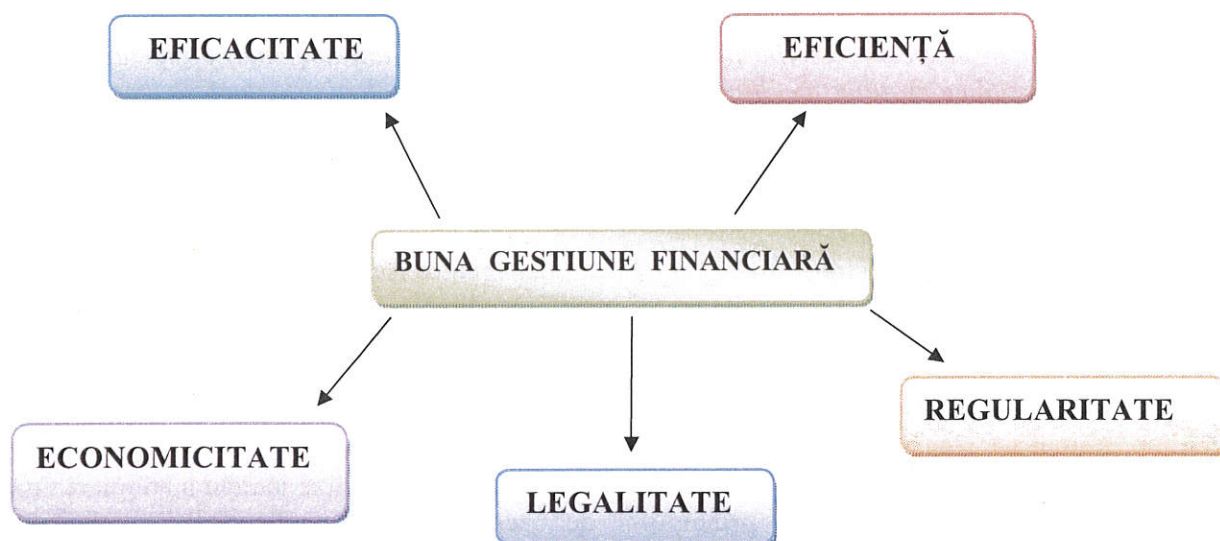 EFICACITATE
EFICIENȚĂ
BUNA GESTIUNE FINANCIARĂ
REGULARITATE
ECONOMICITATE
LEGALITATE